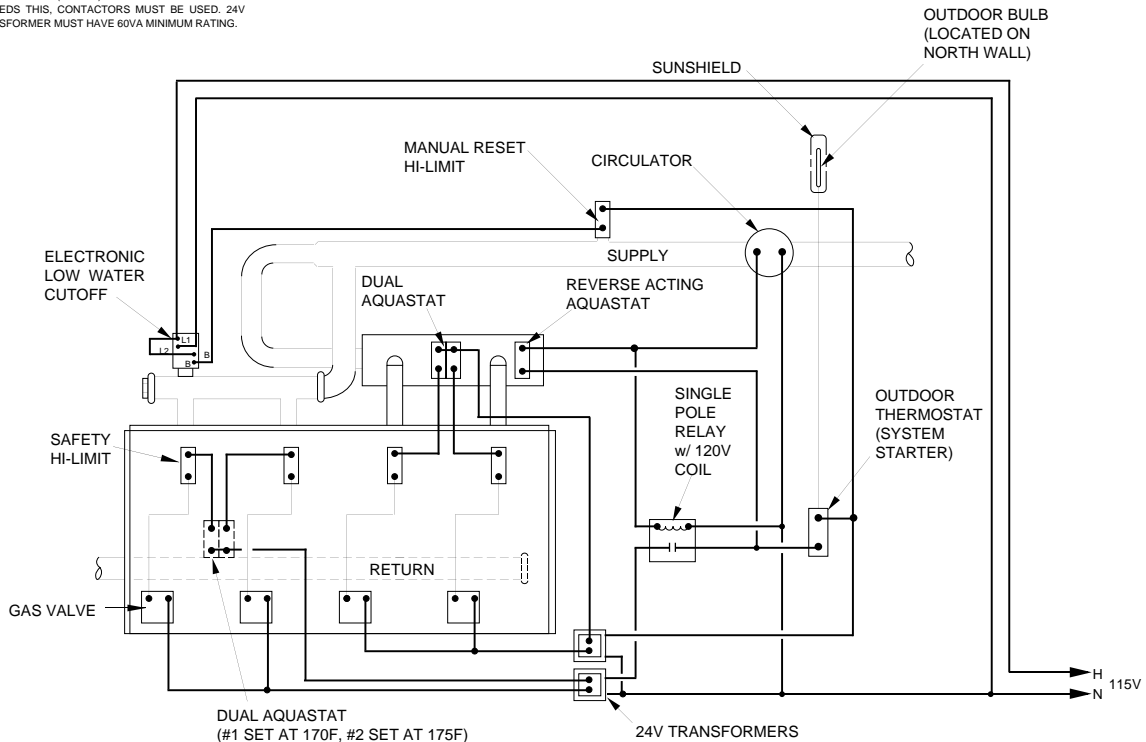 EDS THIS, CONTACTORS MUST BE USED. 24V
SFORMER MUST HAVE 60VA MINIMUM RATING.
OUTDOOR BULB
(LOCATED ON
NORTH WALL)
SUNSHIELD
MANUAL RESET
HI-LIMIT
CIRCULATOR
ELECTRONIC
LOW WATER
CUTOFF
SUPPLY
DUAL
AQUASTAT
REVERSE ACTING
AQUASTAT
L1
L2
B
B
SINGLE
POLE
RELAY
w/ 120V
COIL
OUTDOOR
THERMOSTAT
(SYSTEM
STARTER)
SAFETY
HI-LIMIT
RETURN
GAS VALVE
H
115V
N
DUAL AQUASTAT
(#1 SET AT 170F, #2 SET AT 175F)
24V TRANSFORMERS